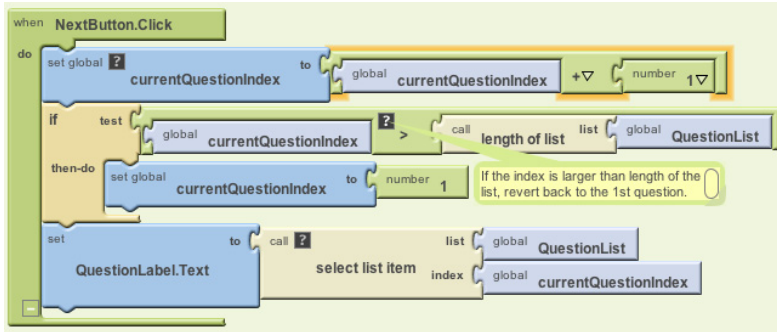 when NextButton.Click
do
set global ? currentQuestionIndex to global currentQuestionIndex + number 1
if test global currentQuestionIndex ? > call length of list list global QuestionList
then-do set global currentQuestionIndex to number 1
If the index is larger than length of the
list, revert back to the 1st question.
set QuestionLabel.Text to call ? select list item list global QuestionList
index global currentQuestionIndex